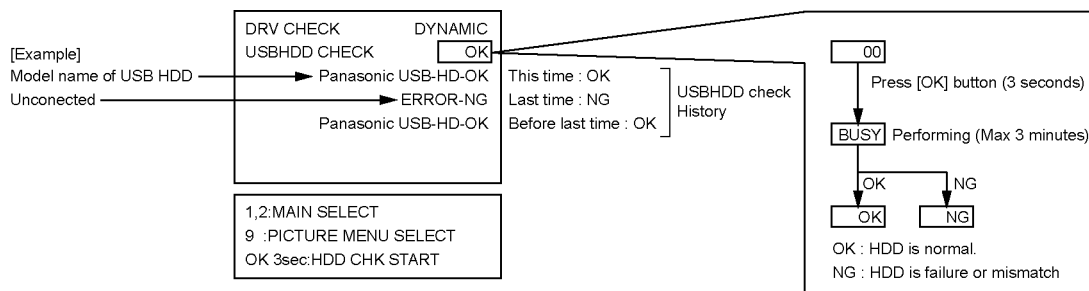 [Example]
Model name of USB HDD
Unconected
DRV CHECK DYNAMIC
USBHDD CHECK OK
Panasonic USB-HD-OK
ERROR-NG
Panasonic USB-HD-OK
This time : OK
Last time : NG
Before last time : OK
USBHDD check
History
1,2:MAIN SELECT
9 :PICTURE MENU SELECT
OK 3sec:HDD CHK START
00
Press [OK] button (3 seconds)
BUSY Performing (Max 3 minutes)
OK NG
OK NG
OK : HDD is normal.
NG : HDD is failure or mismatch